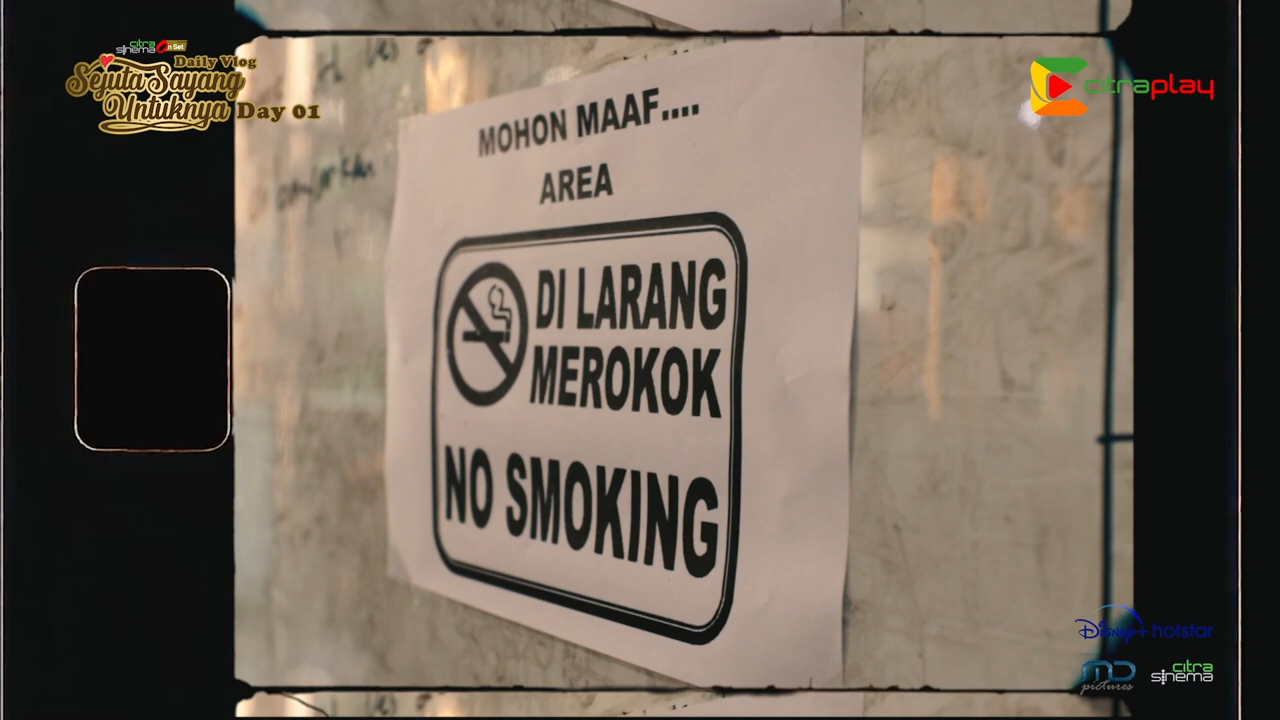 citra
sinema On Set
Daily Vlog
Sejuta Sayang
Untuknya Day 01
citraplay
MOHON MAAF....
AREA
DI LARANG
MEROKOK
NO SMOKING
Disney+ hotstar
MD
pictures
citra
sinema